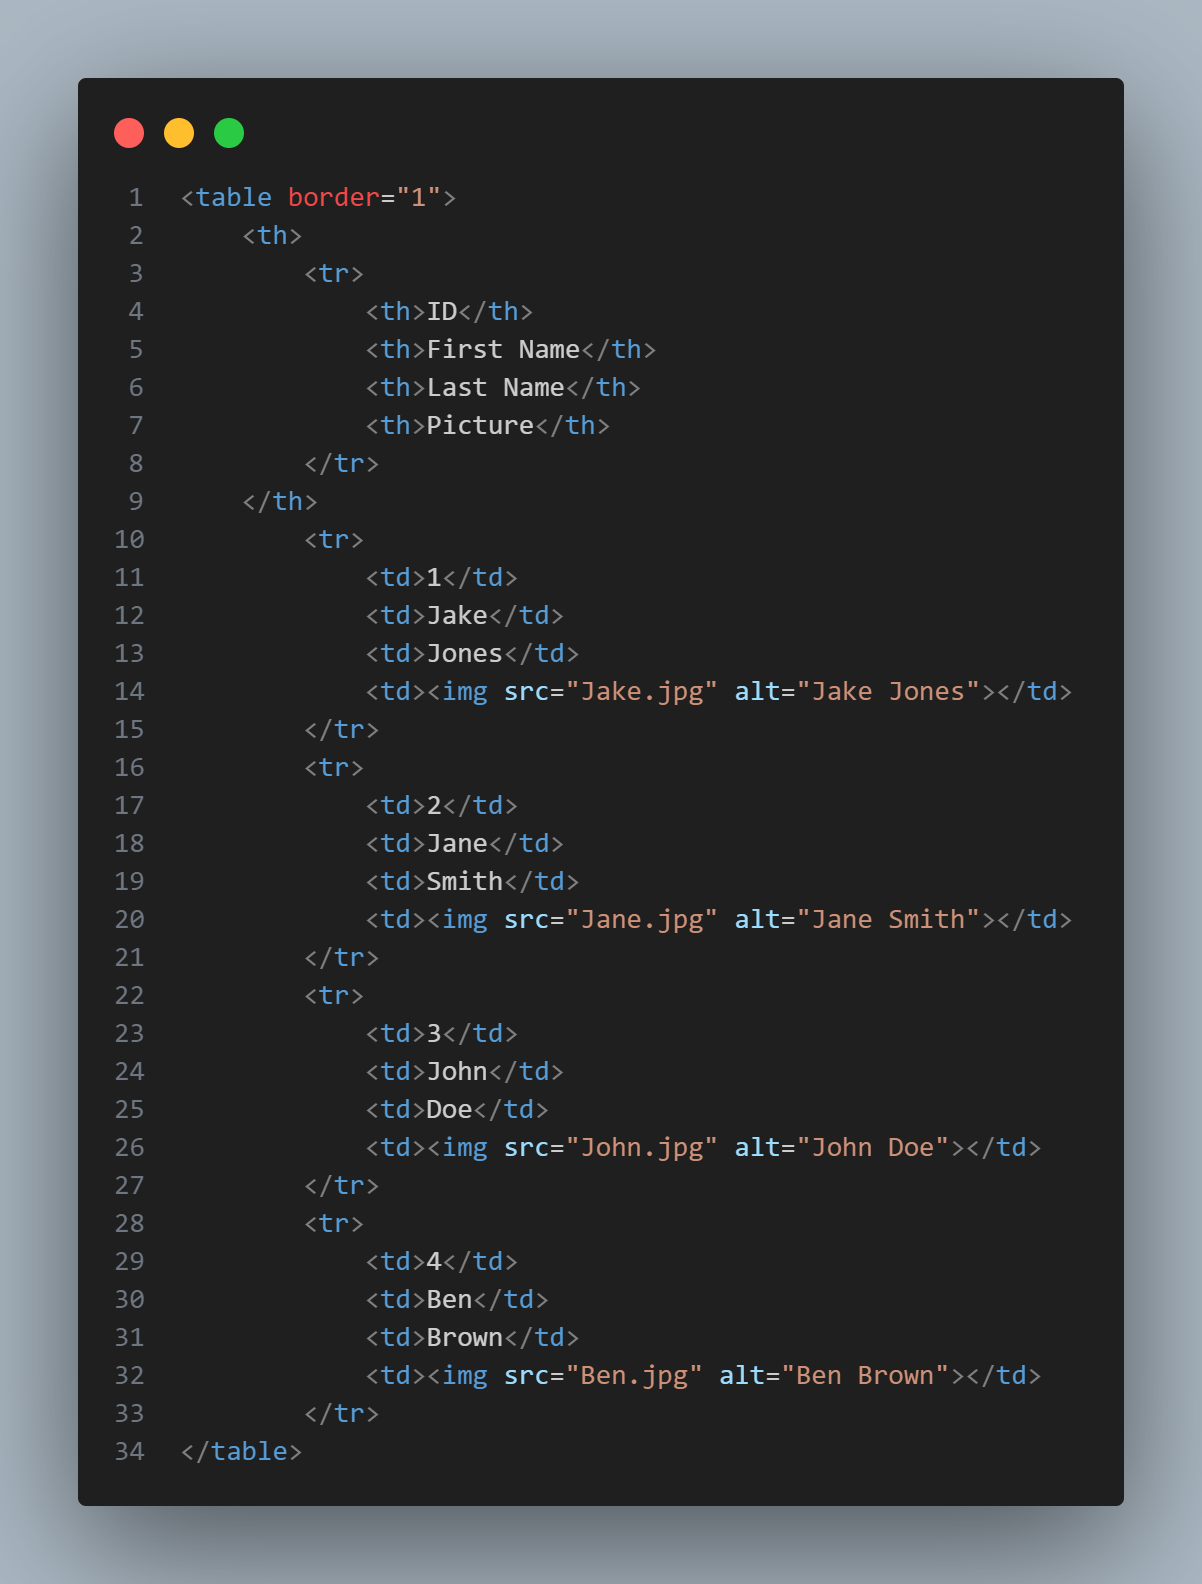 1 <table border="1">
2 <th>
3 <tr>
4 <th>ID</th>
5 <th>First Name</th>
6 <th>Last Name</th>
7 <th>Picture</th>
8 </tr>
9 </th>
10 <tr>
11 <td>1</td>
12 <td>Jake</td>
13 <td>Jones</td>
14 <td><img src="Jake.jpg" alt="Jake Jones"></td>
15 </tr>
16 <tr>
17 <td>2</td>
18 <td>Jane</td>
19 <td>Smith</td>
20 <td><img src="Jane.jpg" alt="Jane Smith"></td>
21 </tr>
22 <tr>
23 <td>3</td>
24 <td>John</td>
25 <td>Doe</td>
26 <td><img src="John.jpg" alt="John Doe"></td>
27 </tr>
28 <tr>
29 <td>4</td>
30 <td>Ben</td>
31 <td>Brown</td>
32 <td><img src="Ben.jpg" alt="Ben Brown"></td>
33 </tr>
34 </table>